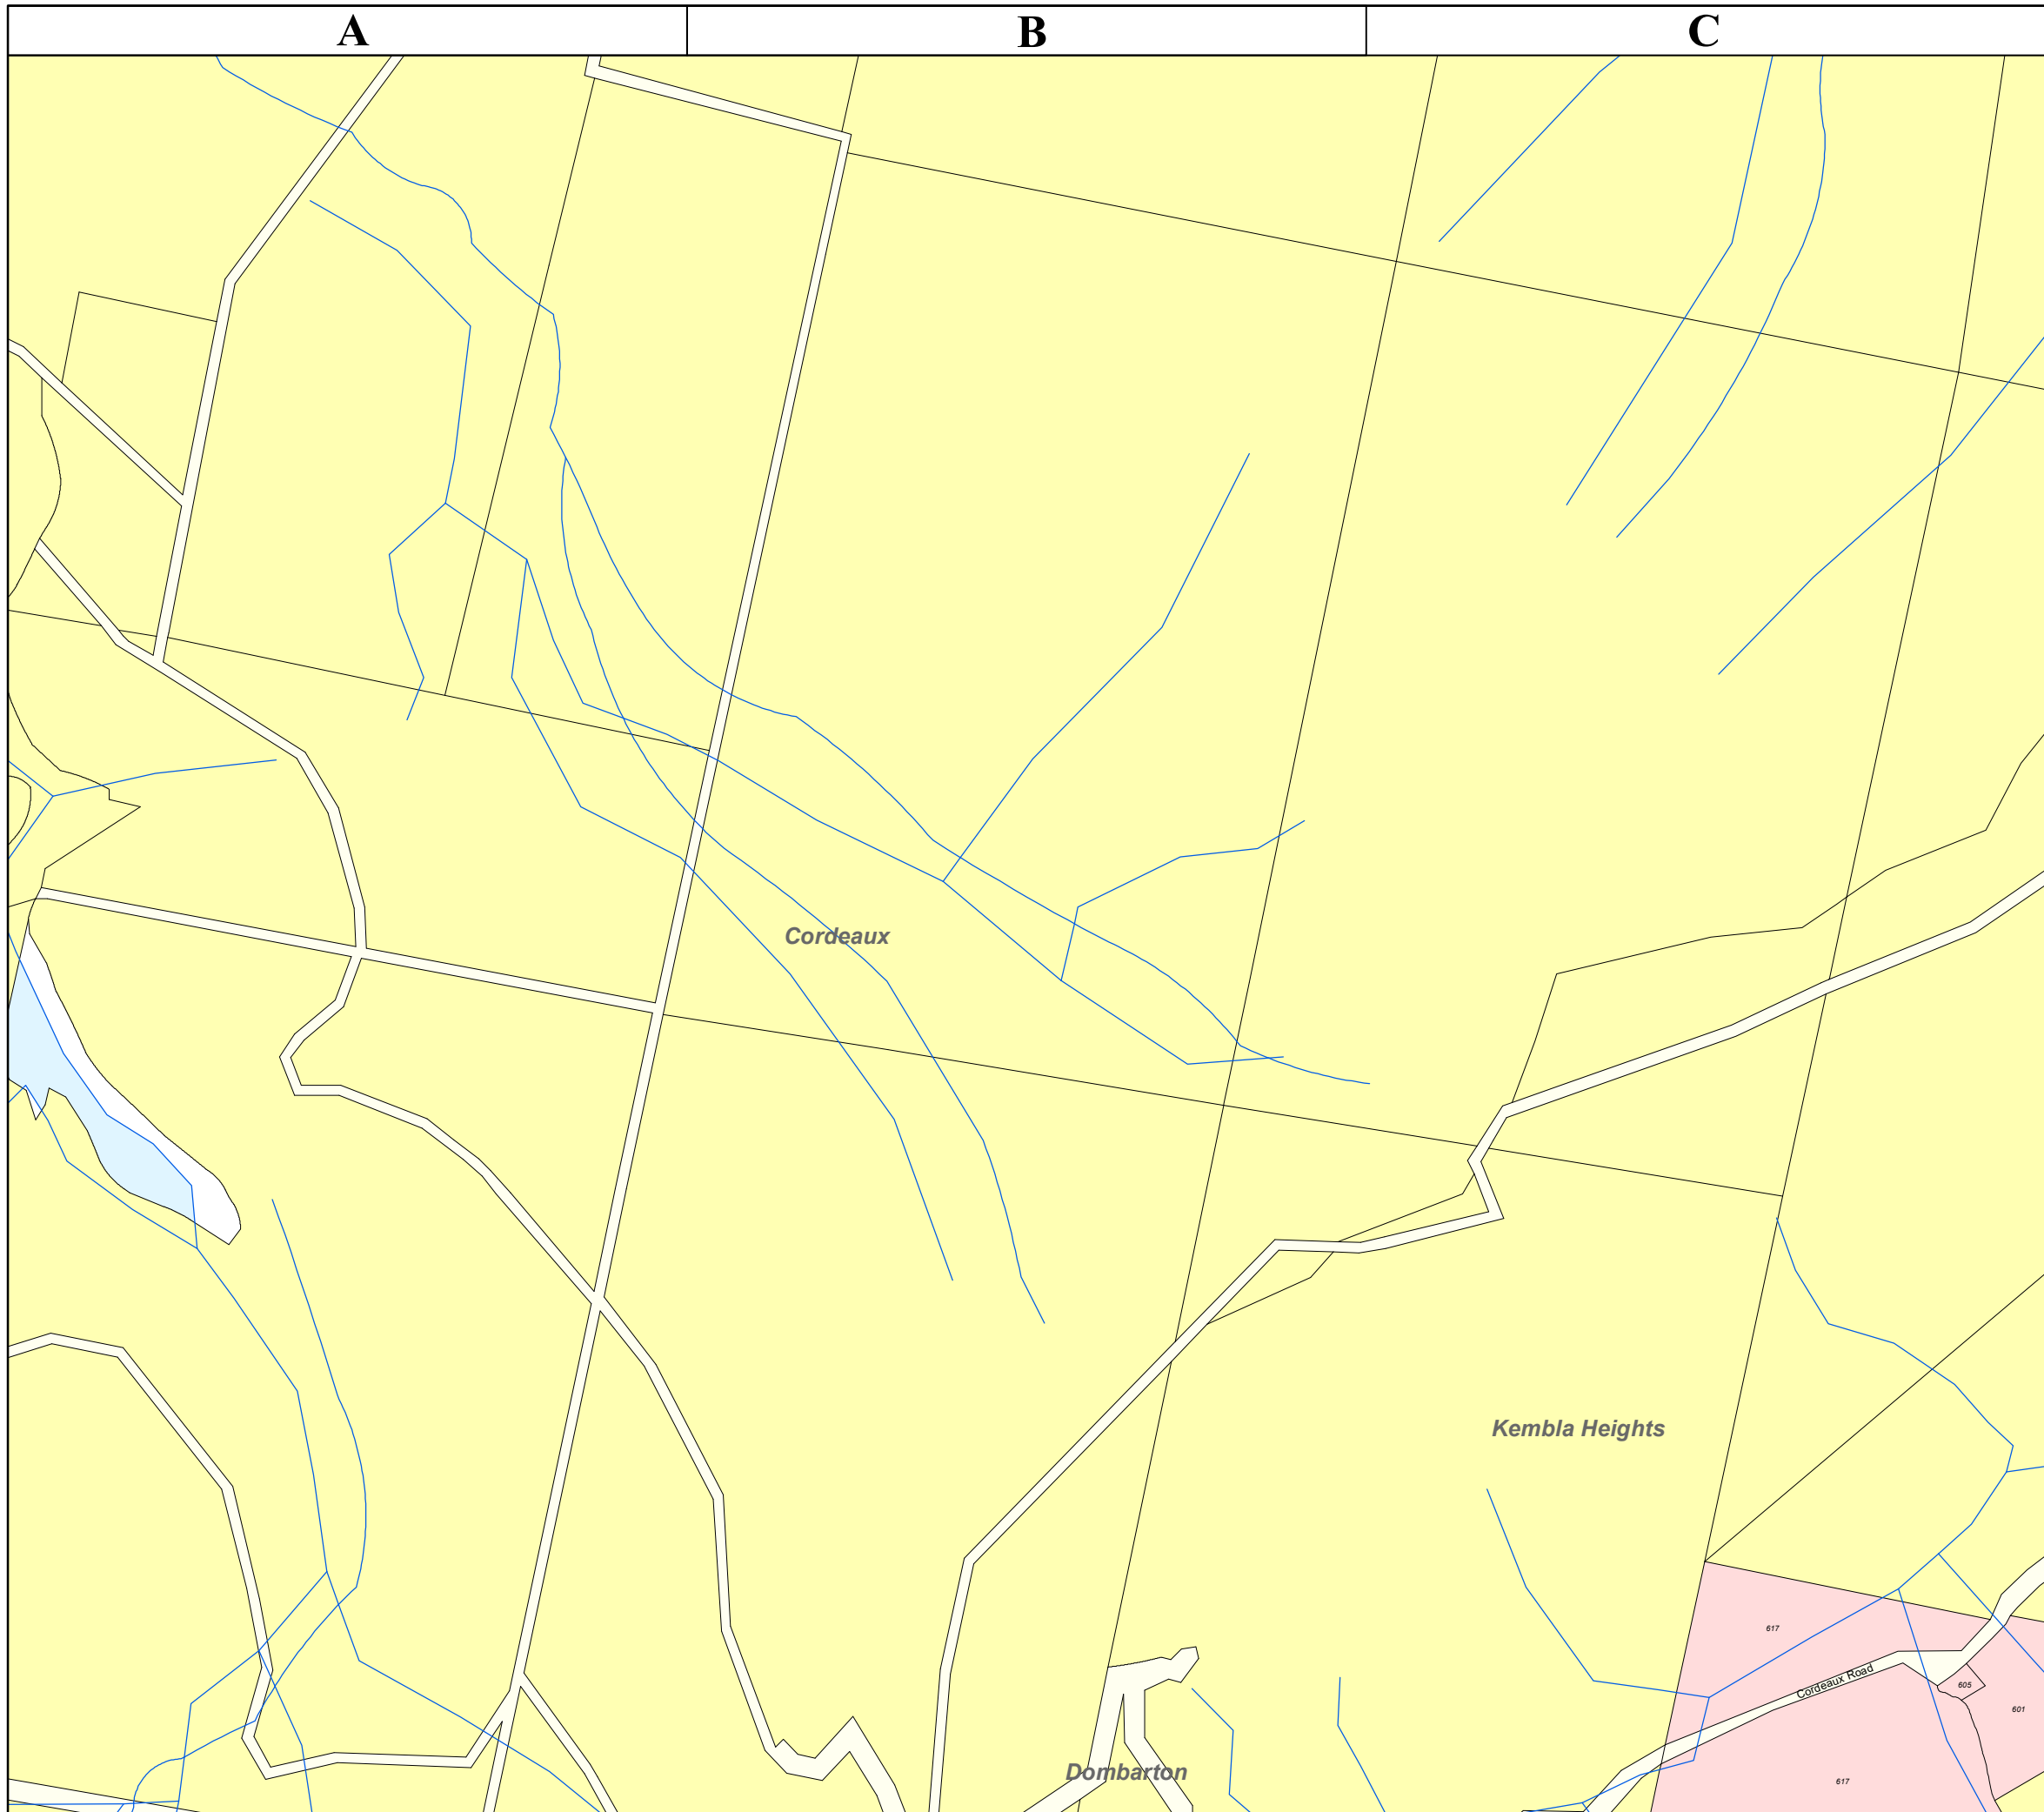 A B C
Cordeaux
Kembla Heights
617
Cordeaux Road
605
601
Dombarton
617